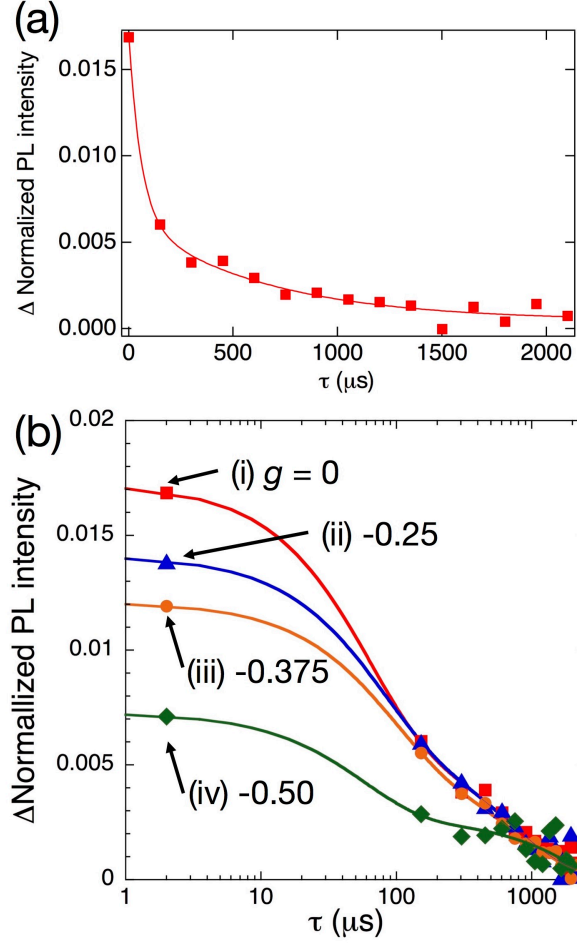 (a)
Δ Normalized PL intensity
0.015
0.010
0.005
0.000
0
500
1000
1500
2000
τ (μs)
(b)
ΔNormallized PL intensity
0.02
0.015
0.01
0.005
0
(i) g = 0
(ii) -0.25
(iii) -0.375
(iv) -0.50
1
10
100
1000
τ (μs)